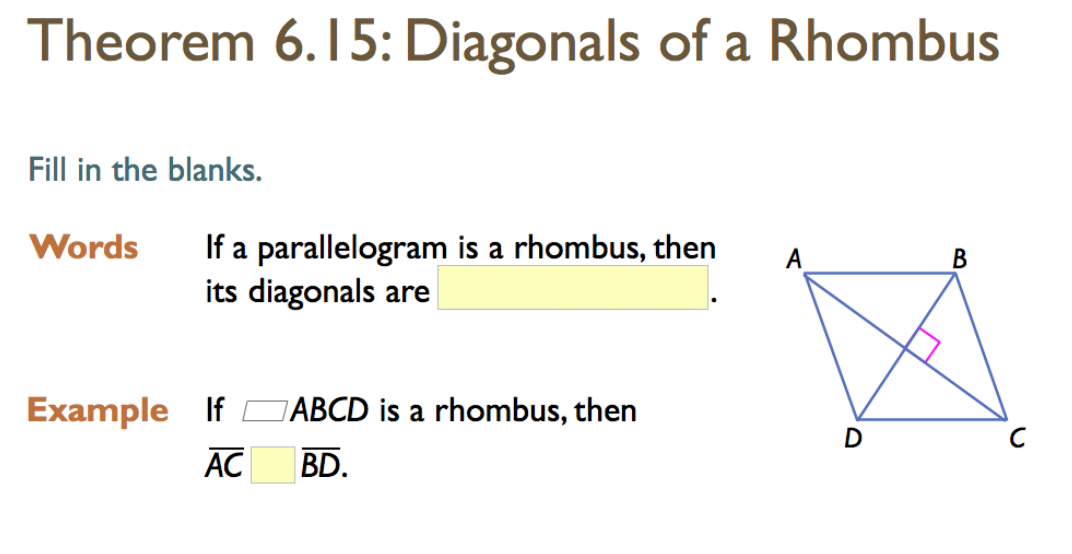 Theorem 6.15: Diagonals of a Rhombus
Fill in the blanks.
Words If a parallelogram is a rhombus, then
its diagonals are .
A B
Example If ▱ABCD is a rhombus, then
D C
AC BD.